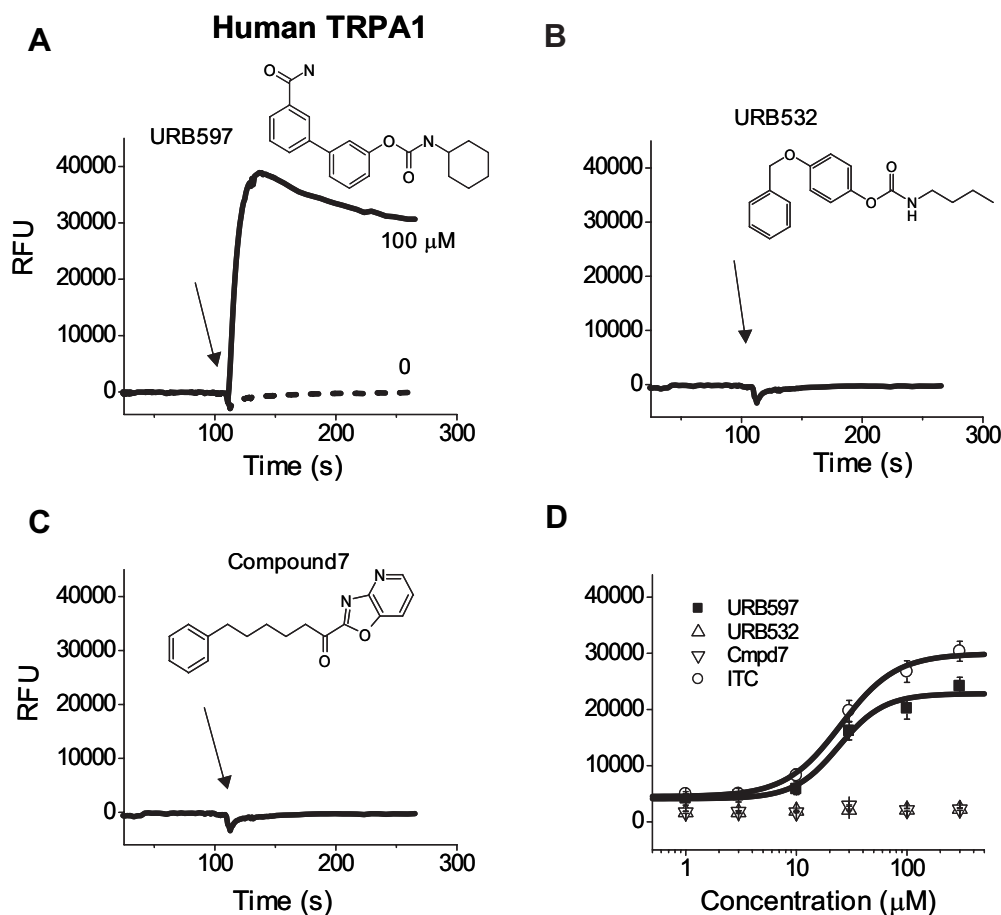 Human TRPA1
A
URB597
O
N
O
O
N
H
40000
30000
20000
10000
0
RFU
100 µM
0
100
200
300
Time (s)
B
URB532
O
O
O
N
H
40000
30000
20000
10000
0
100
200
300
Time (s)
C
Compound7
N
N
O
O
40000
30000
20000
10000
0
RFU
100
200
300
Time (s)
D
URB597
URB532
Cmpd7
ITC
40000
30000
20000
10000
0
1
10
100
Concentration (µM)